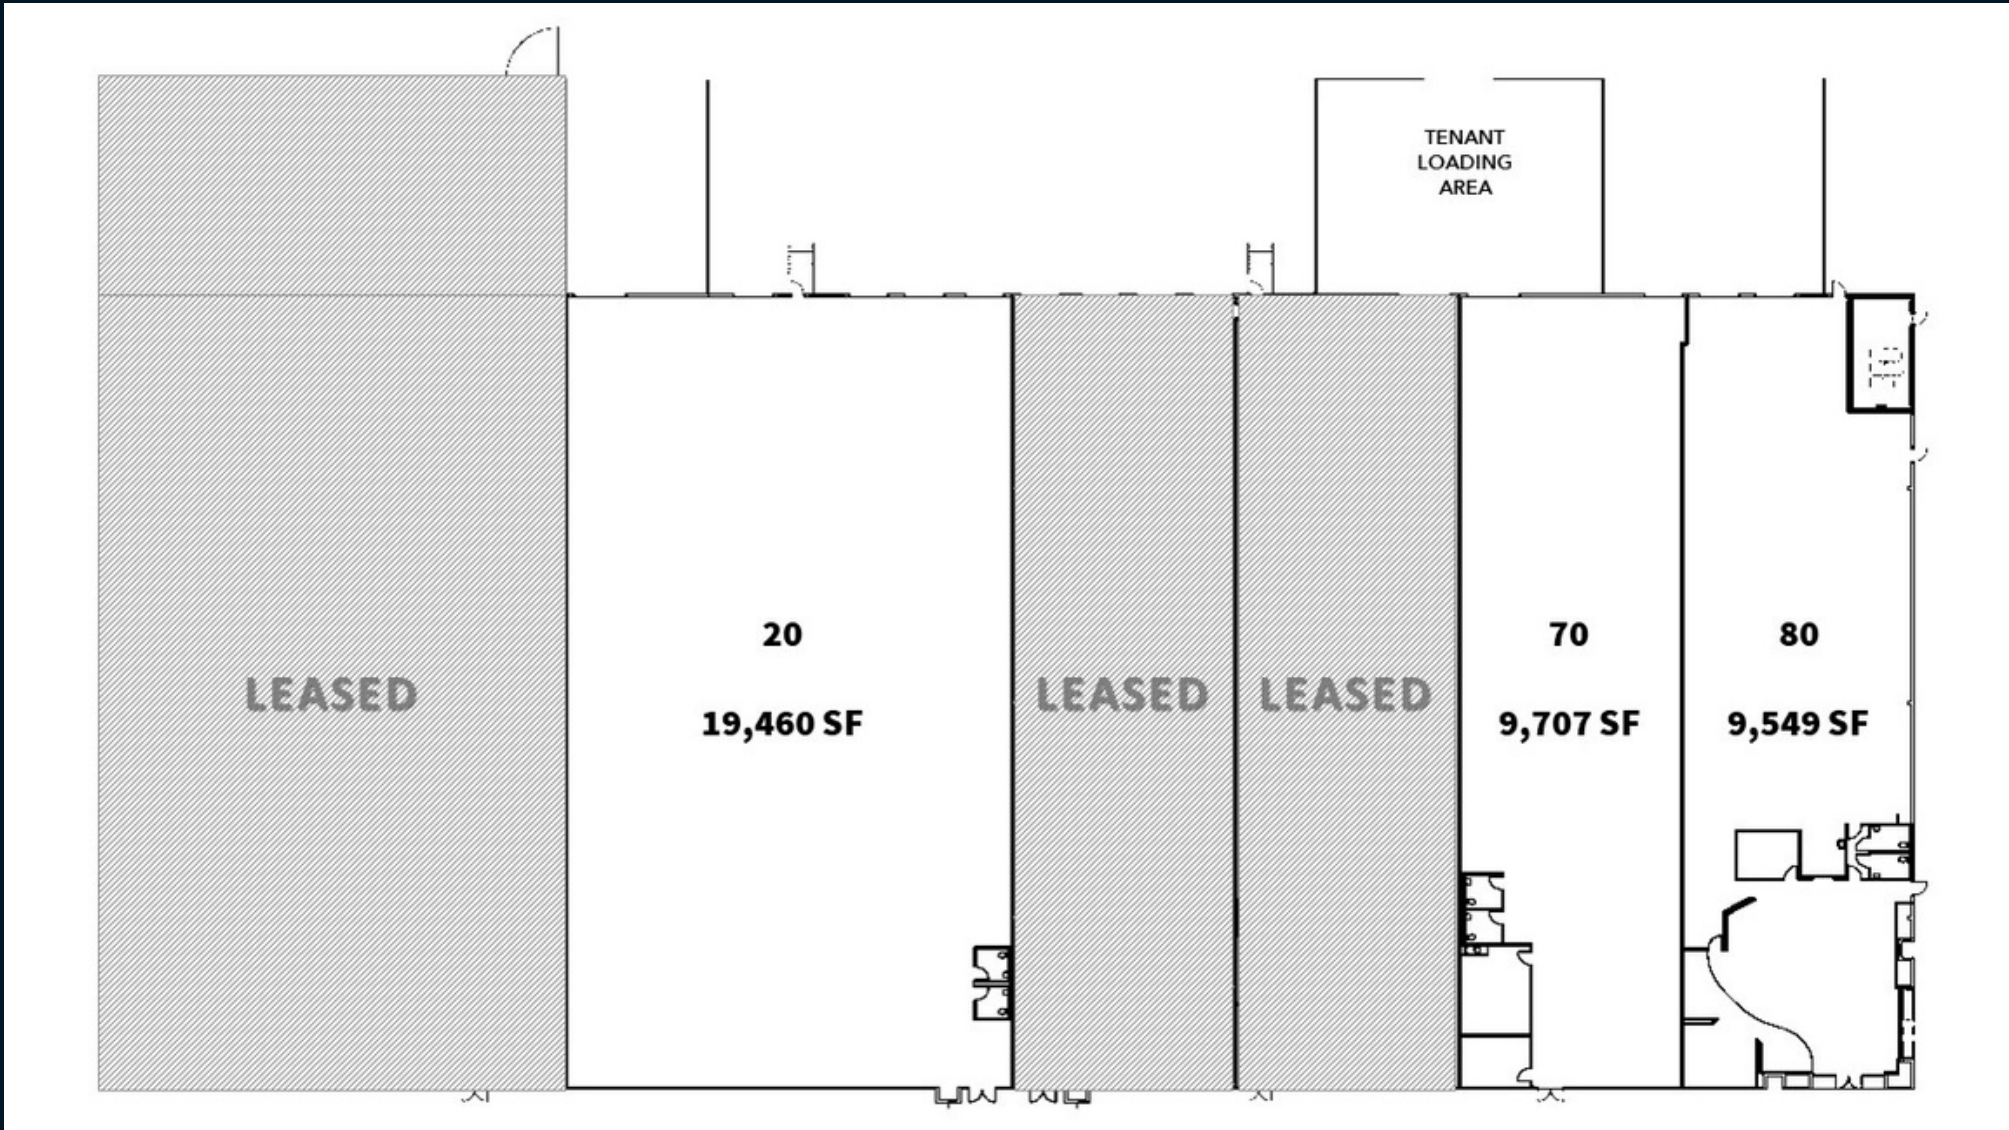 TENANT
LOADING
AREA
20
19,460 SF
LEASED
LEASED
LEASED
70
9,707 SF
80
9,549 SF